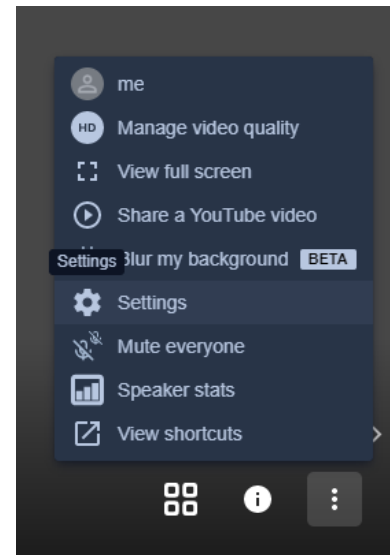 me
HD Manage video quality
View full screen
Share a YouTube video
Settings Blur my background BETA
Settings
Mute everyone
Speaker stats
View shortcuts
i